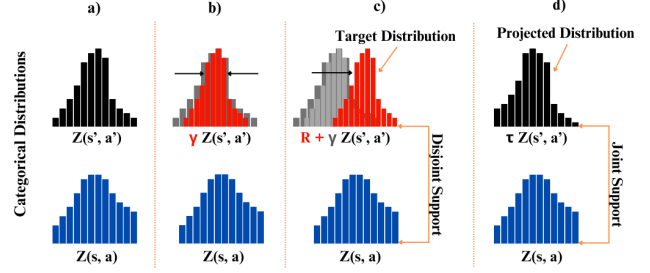 a)
b)
c)
d)
Target Distribution
Projected Distribution
Categorical Distributions
Z(s', a')
γ Z(s', a')
R + γ Z(s', a')
τ Z(s', a')
Disjoint Support
Joint Support
Z(s, a)
Z(s, a)
Z(s, a)
Z(s, a)